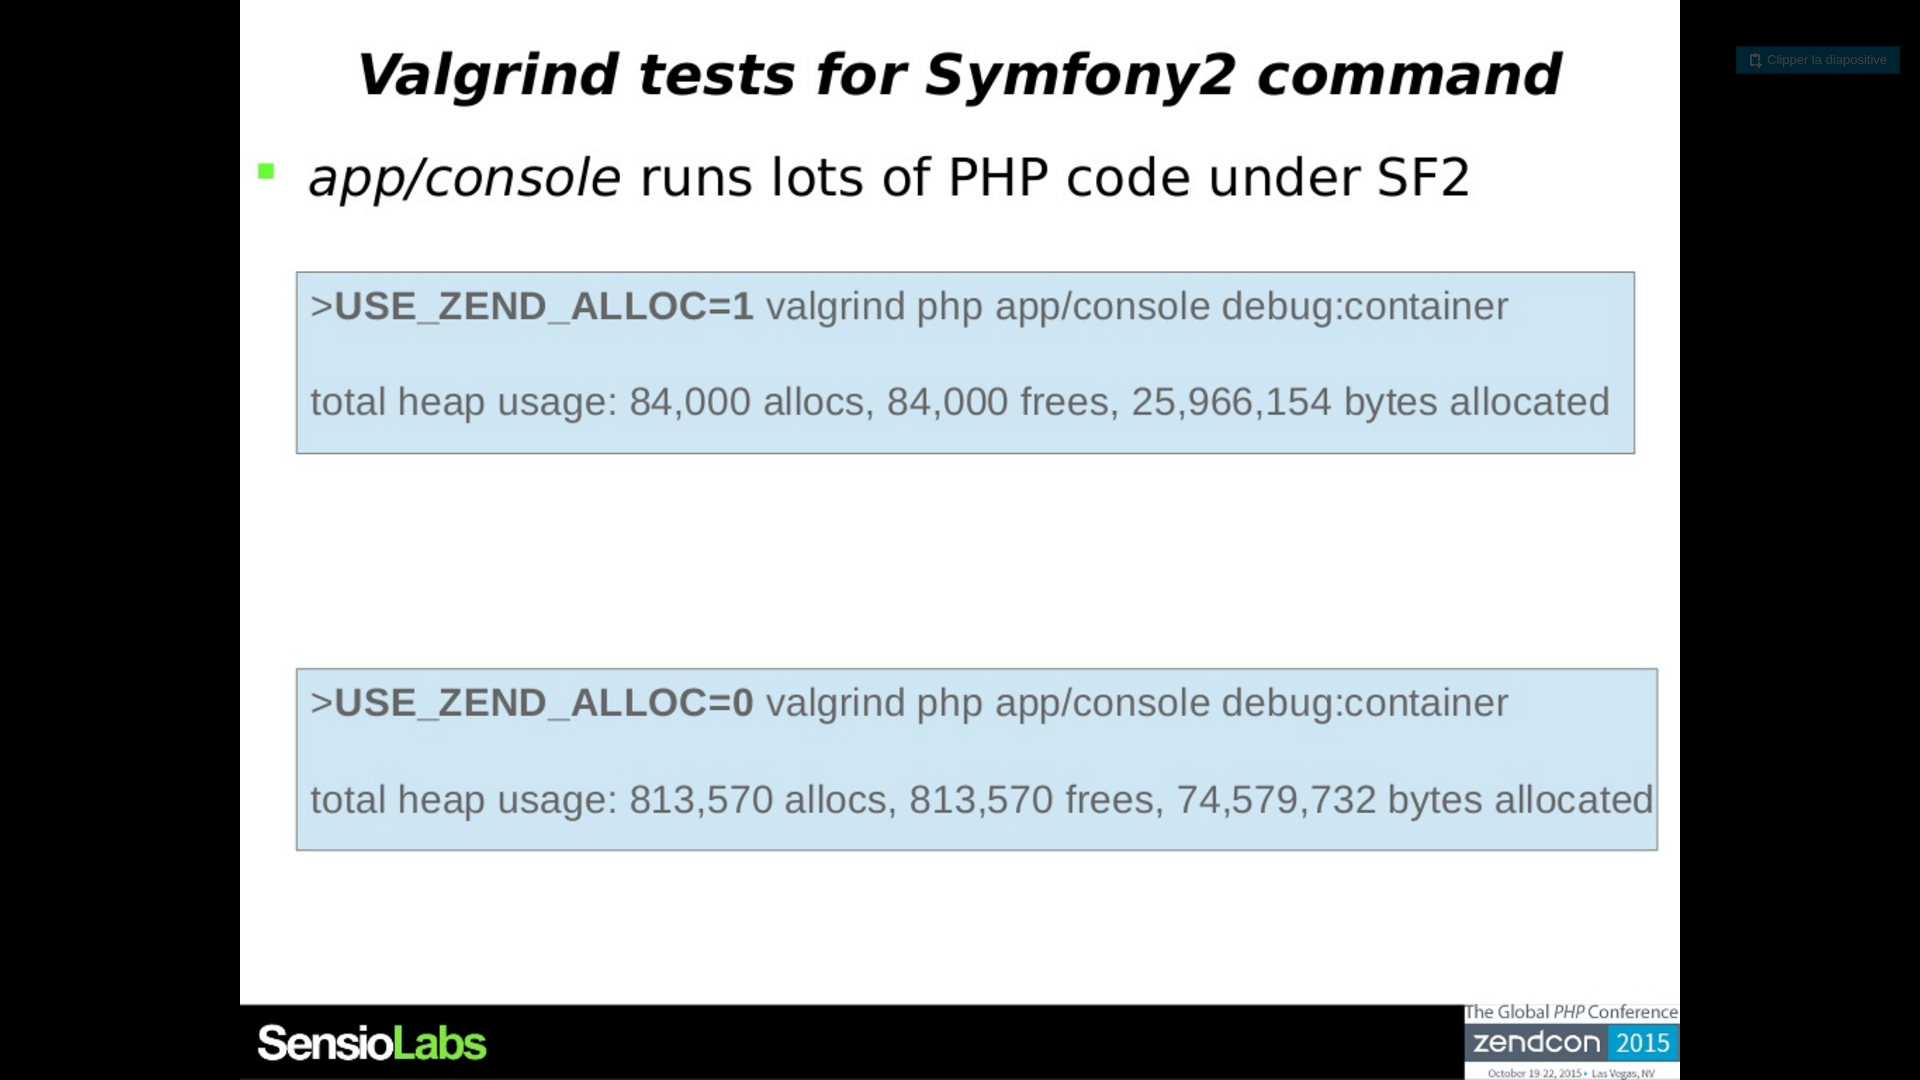 Valgrind tests for Symfony2 command
Clipper la diapositive
app/console runs lots of PHP code under SF2
>USE_ZEND_ALLOC=1 valgrind php app/console debug:container
total heap usage: 84,000 allocs, 84,000 frees, 25,966,154 bytes allocated
>USE_ZEND_ALLOC=0 valgrind php app/console debug:container
total heap usage: 813,570 allocs, 813,570 frees, 74,579,732 bytes allocated
SensioLabs
The Global PHP Conference
zendcon 2015
October 19-22, 2015 • Las Vegas, NV